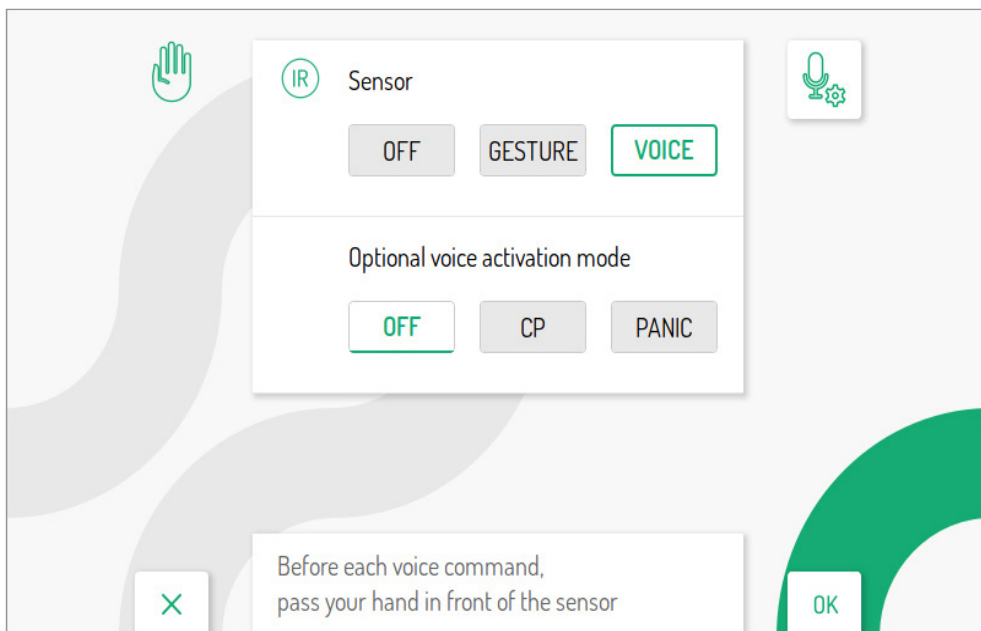 IR Sensor
OFF GESTURE VOICE
Optional voice activation mode
OFF CP PANIC
Before each voice command,
pass your hand in front of the sensor
OK